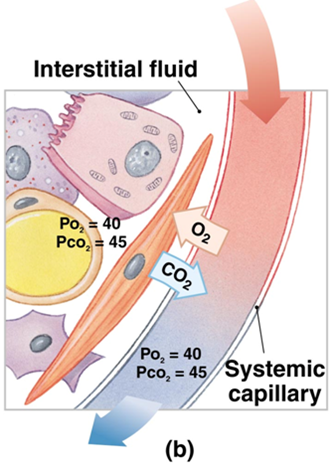 Interstitial fluid
Po₂ = 40
Pco₂ = 45
O₂
CO₂
Po₂ = 40
Pco₂ = 45
Systemic
capillary
(b)